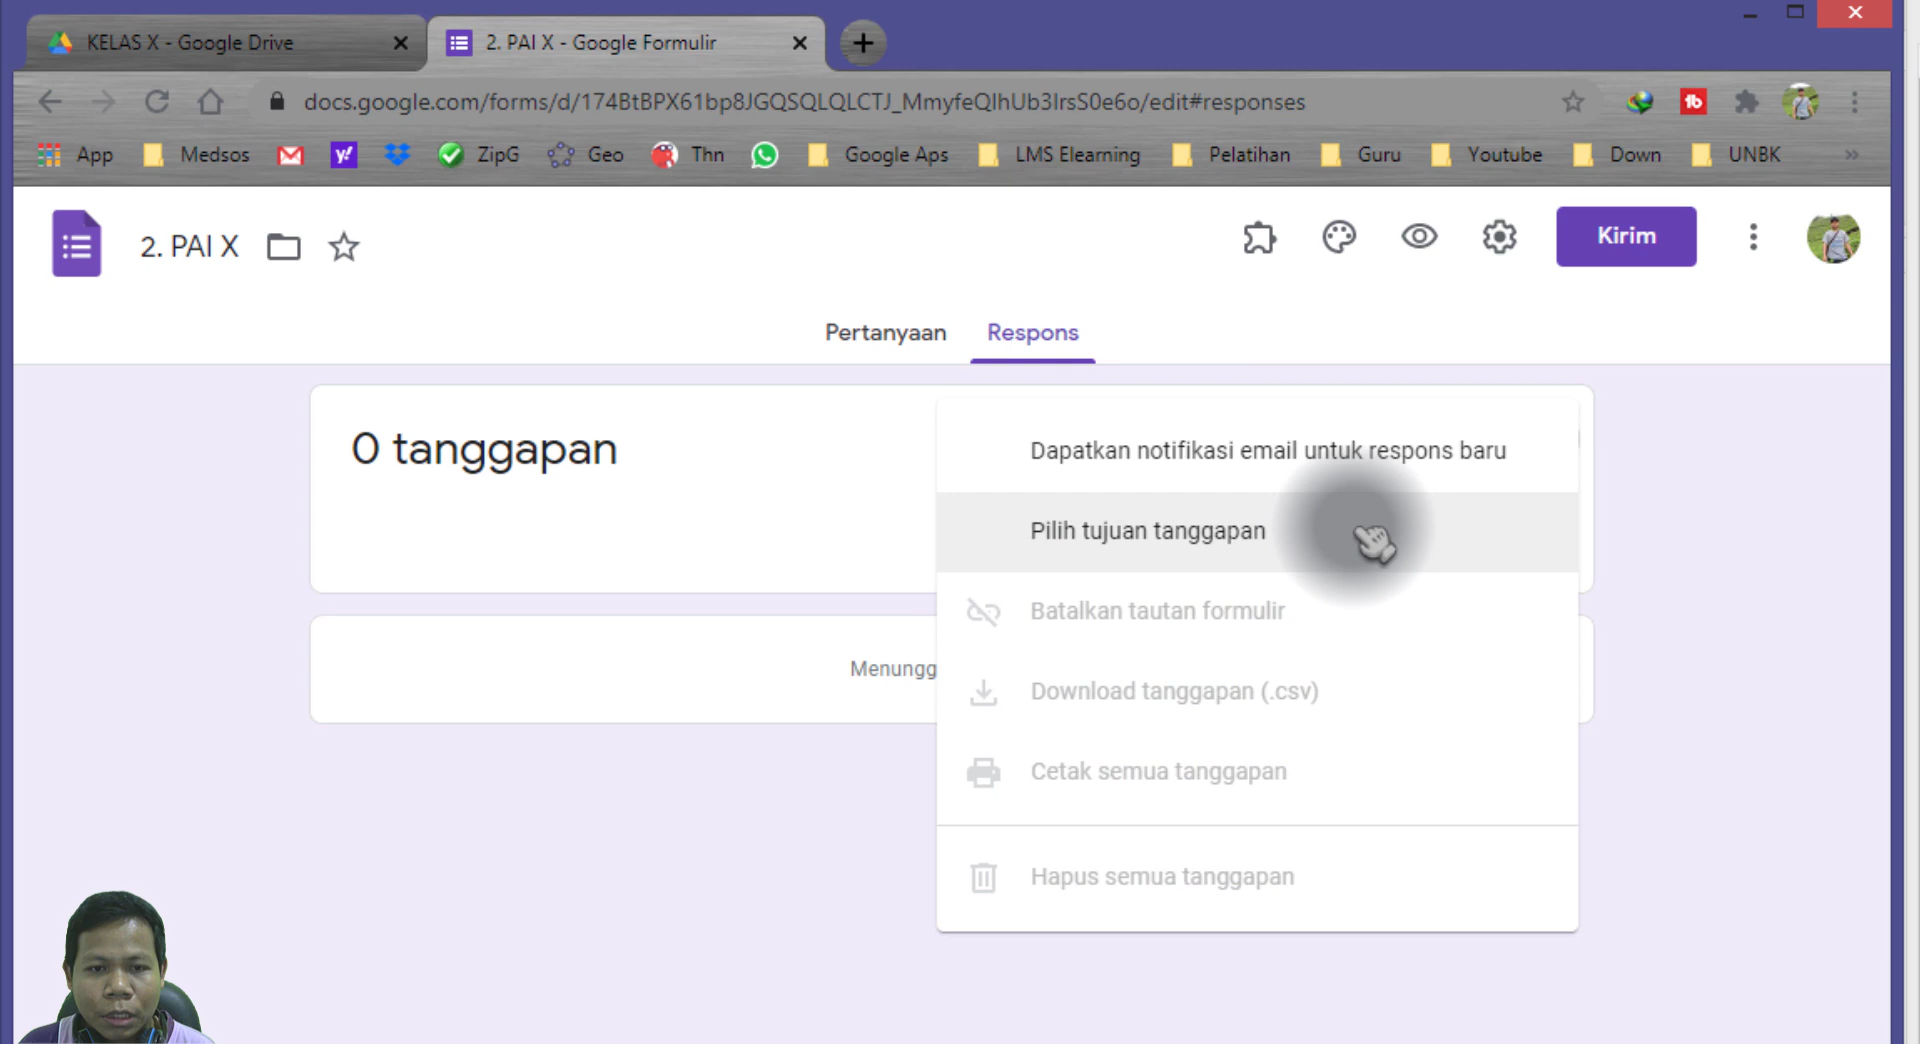 KELAS X - Google Drive
2. PAI X - Google Formulir
docs.google.com/forms/d/174BtBPX61bp8JGQSQLQLCTJ_MmyfeQIhUb3IrsS0e6o/edit#responses
App Medsos ZipG Geo Thn Google Aps LMS Elearning Pelatihan Guru Youtube Down UNBK
2. PAI X
Kirim
Pertanyaan Respons
0 tanggapan
Dapatkan notifikasi email untuk respons baru
Pilih tujuan tanggapan
Batalkan tautan formulir
Menungg
Download tanggapan (.csv)
Cetak semua tanggapan
Hapus semua tanggapan